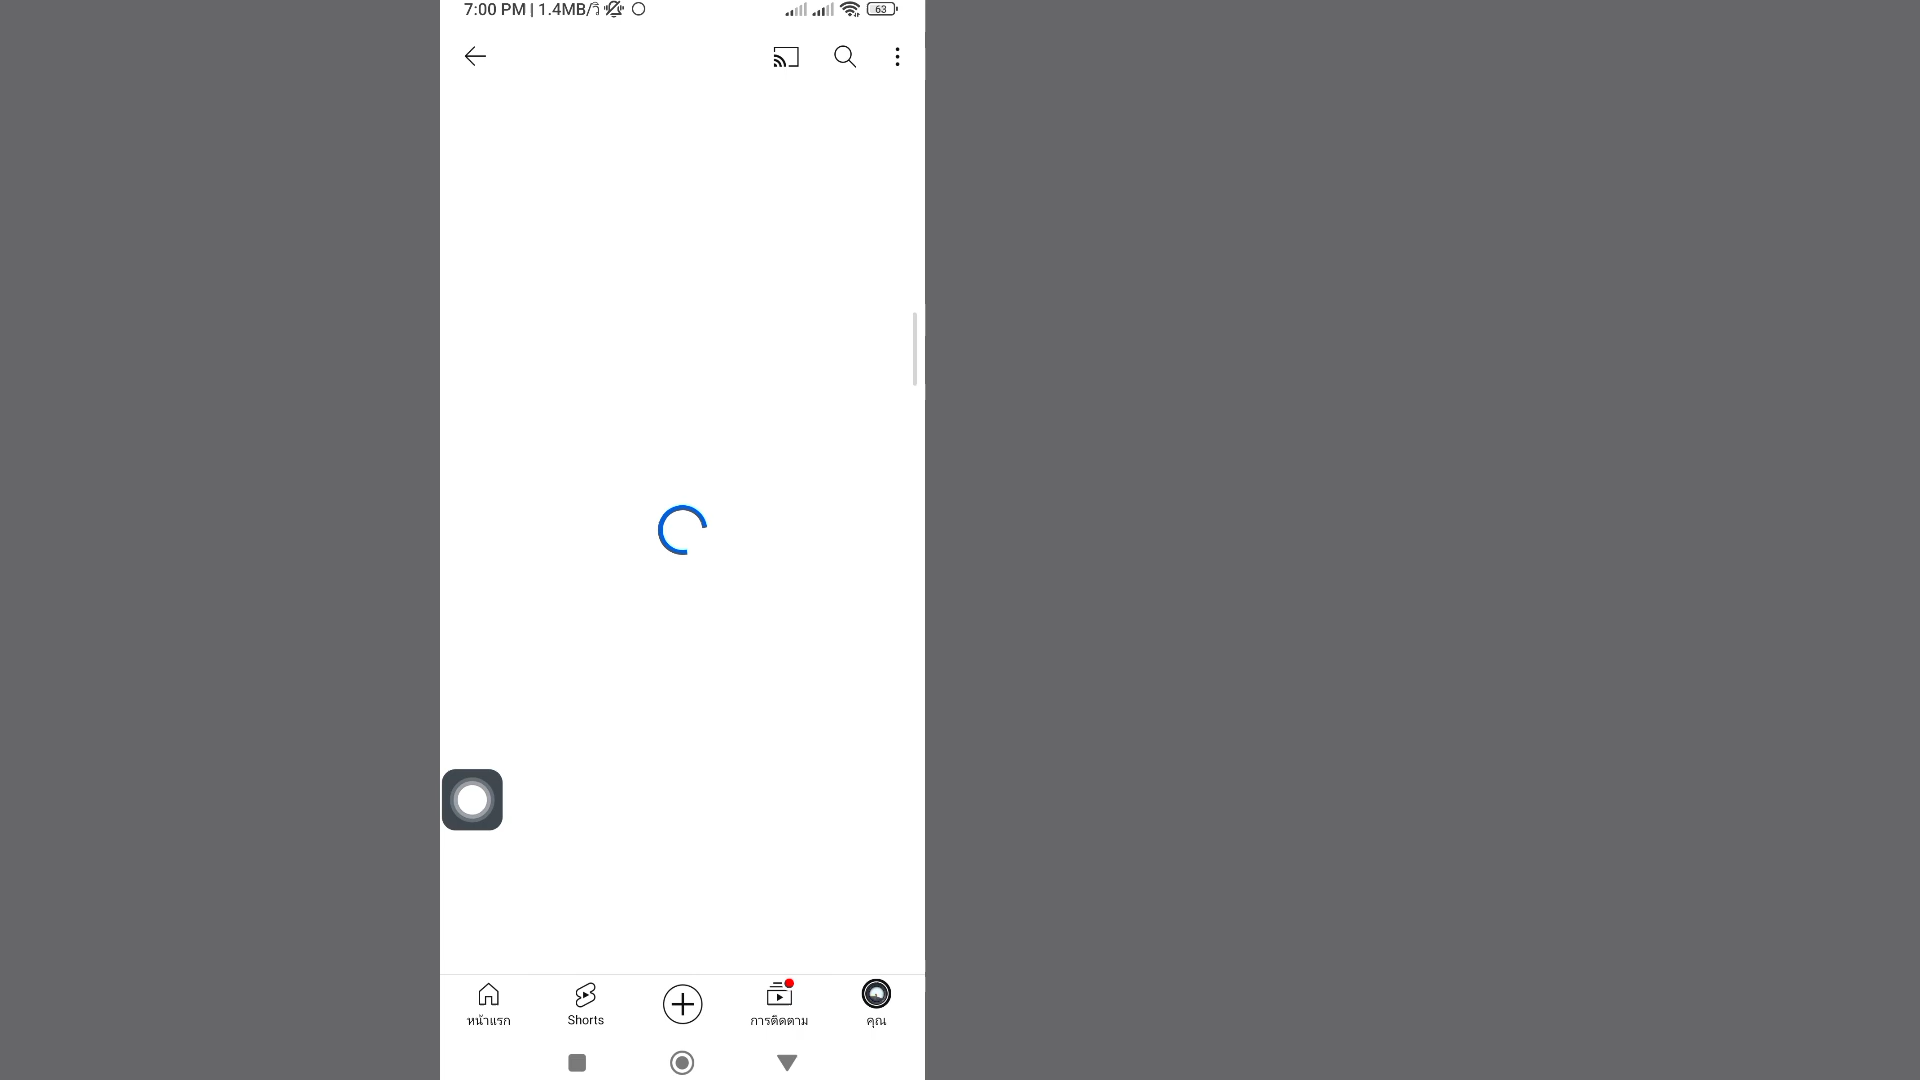 7:00 PM | 1.4MB/วิ
63
หน้าแรก
Shorts
การติดตาม
คุณ